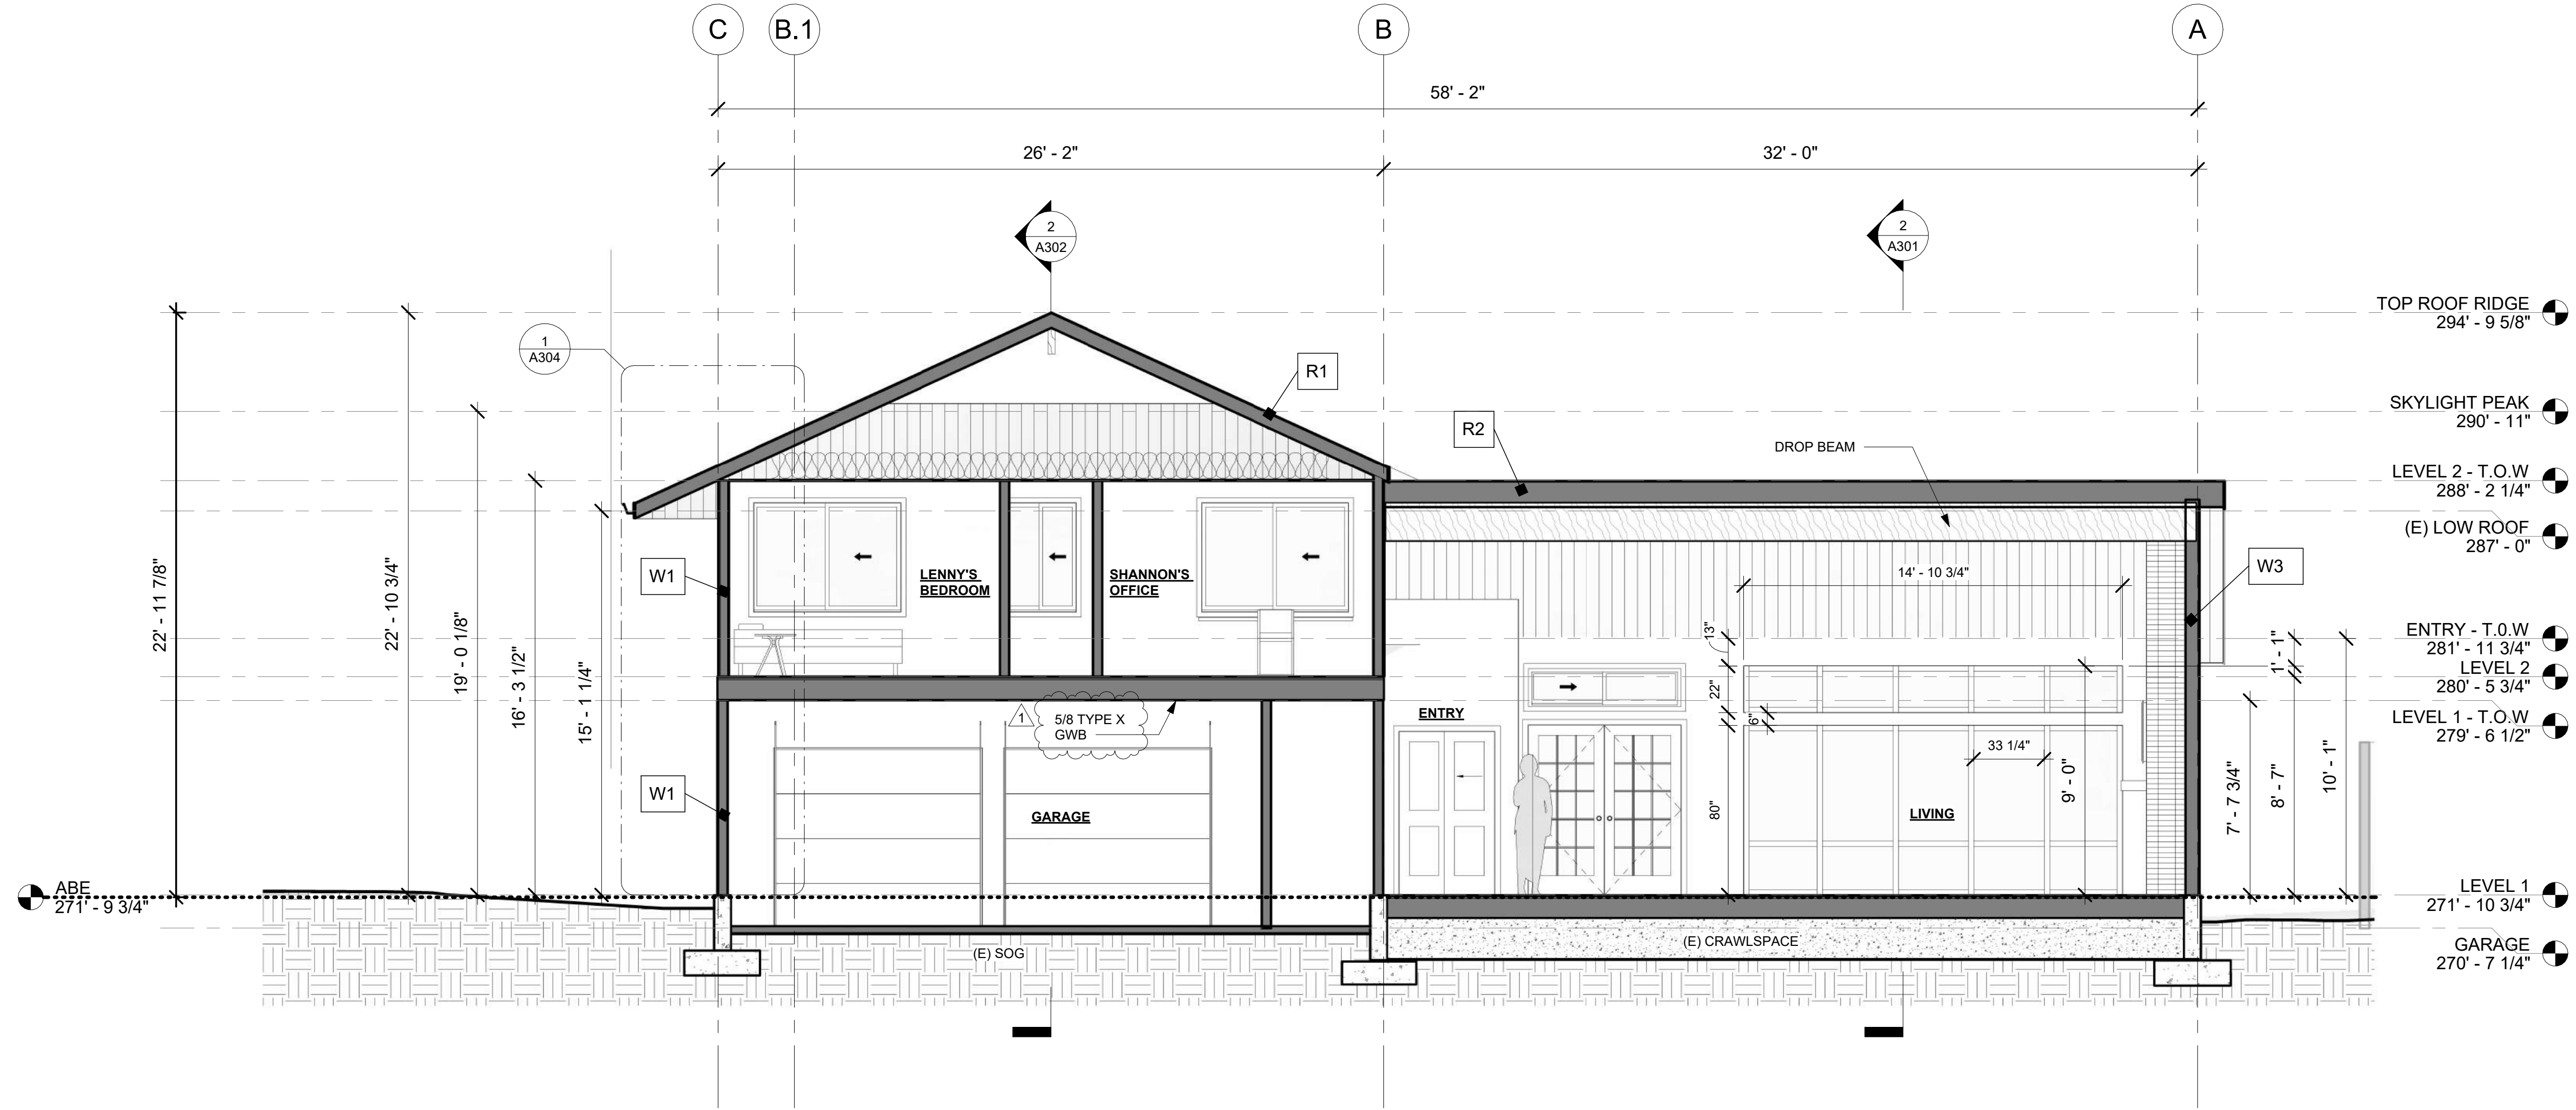 C
B.1
B
A
58' - 2"
26' - 2"
32' - 0"
2
A302
2
A301
TOP ROOF RIDGE
294' - 9 5/8"
1
A304
R1
SKYLIGHT PEAK
290' - 11"
R2
DROP BEAM
LEVEL 2 - T.O.W
288' - 2 1/4"
(E) LOW ROOF
287' - 0"
22' - 11 7/8"
22' - 10 3/4"
19' - 0 1/8"
16' - 3 1/2"
15' - 1 1/4"
W1
LENNY'S
BEDROOM
SHANNON'S
OFFICE
14' - 10 3/4"
W3
13"
ENTRY - T.0.W
281' - 11 3/4"
1' - 1"
LEVEL 2
280' - 5 3/4"
22"
1
5/8 TYPE X
GWB
ENTRY
6"
LEVEL 1 - T.O.W
279' - 6 1/2"
33 1/4"
W1
GARAGE
80"
9' - 0"
LIVING
7' - 7 3/4"
8' - 7"
10' - 1"
ABE
271' - 9 3/4"
LEVEL 1
271' - 10 3/4"
(E) SOG
(E) CRAWLSPACE
GARAGE
270' - 7 1/4"